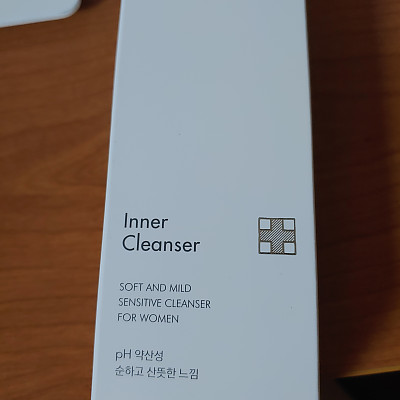 Inner
Cleanser
SOFT AND MILD
SENSITIVE CLEANSER
FOR WOMEN
pH 약산성
순하고 산뜻한 느낌